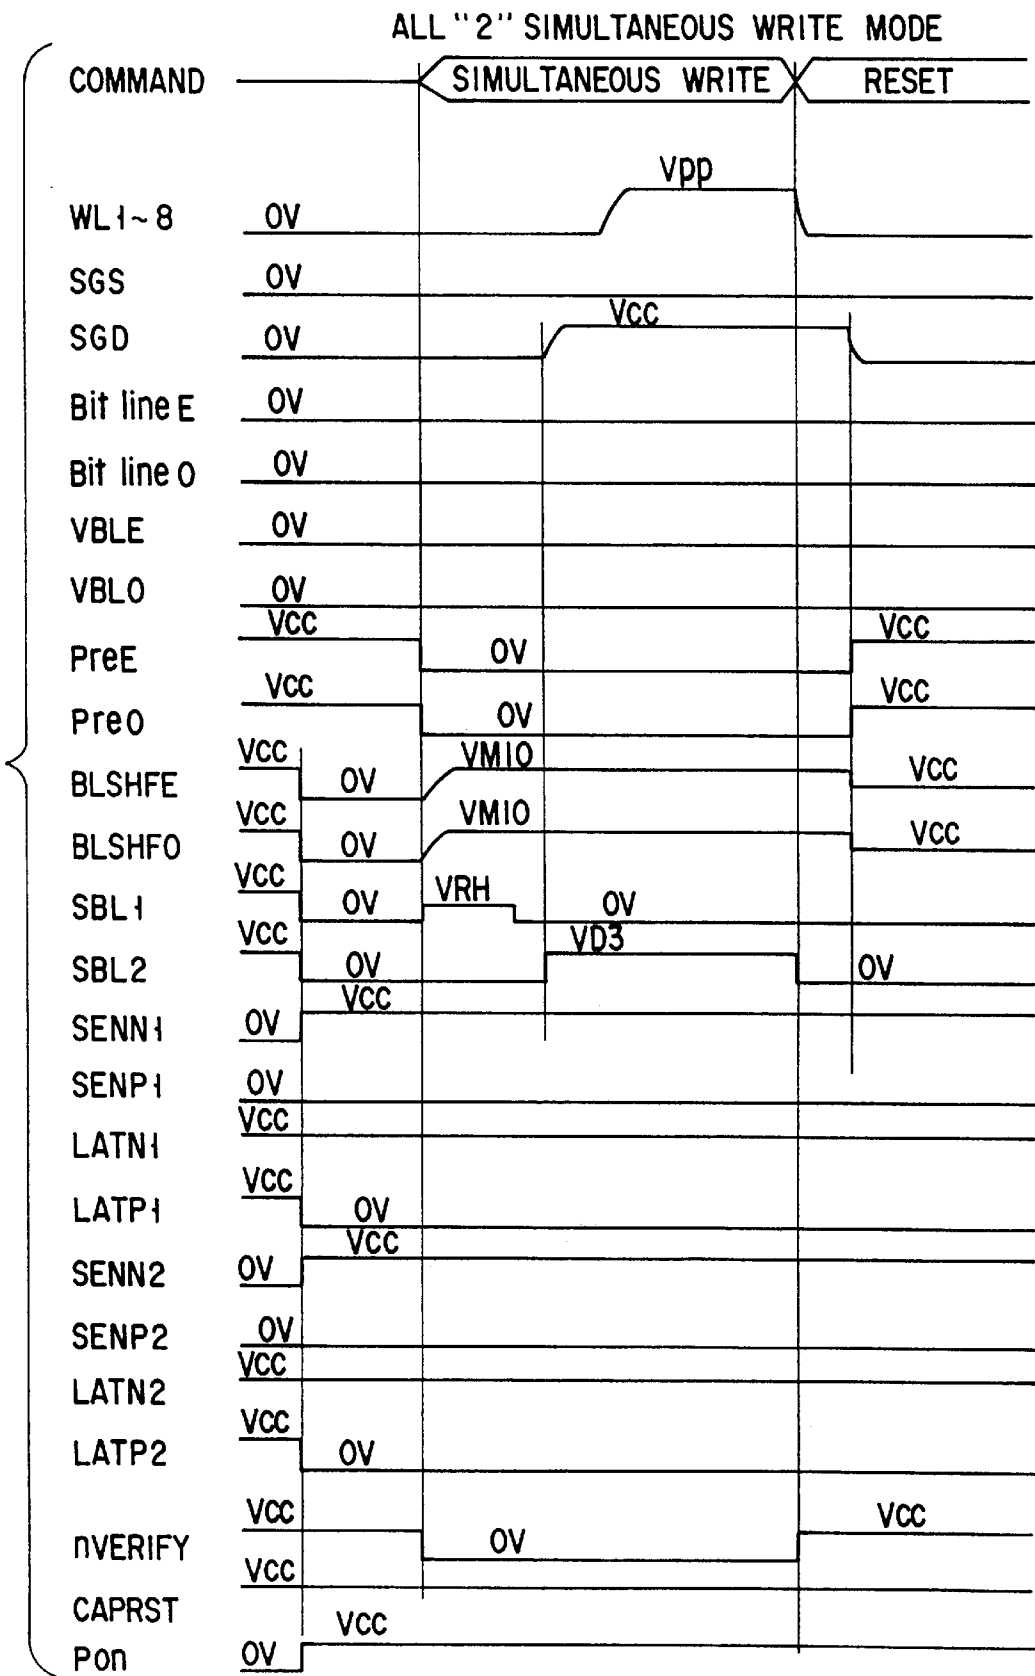 ALL "2" SIMULTANEOUS WRITE MODE
COMMAND SIMULTANEOUS WRITE RESET
Vpp
WL1~8 0V
SGS 0V
VCC
SGD 0V
Bit line E 0V
Bit line O 0V
VBLE 0V
VBLO 0V
VCC VCC
PreE 0V
VCC VCC
PreO 0V
VCC VM10
BLSHFE 0V VCC
VCC VM10
BLSHFO 0V VCC
VCC VRH
SBL1 0V 0V
VCC VD3
SBL2 0V 0V
VCC
SENN1 0V
SENP1 0V
VCC
LATN1
VCC
LATP1 0V
VCC
SENN2 0V
SENP2 0V
VCC
LATN2
VCC
LATP2 0V
VCC VCC
nVERIFY 0V
VCC
CAPRST
VCC
Pon 0V